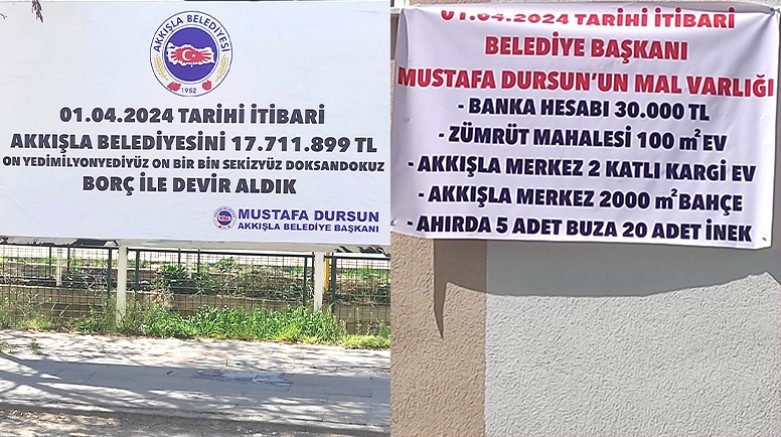 AKKIŞLA BELEDİYESİ
1952
01.04.2024 TARİHİ İTİBARİ
AKKIŞLA BELEDİYESİNİ 17.711.899 TL
ON YEDİMİLYONYEDİYÜZ ON BİR BİN SEKİZYÜZ DOKSANDOKUZ
BORÇ İLE DEVİR ALDIK
MUSTAFA DURSUN
AKKIŞLA BELEDİYE BAŞKANI
01.04.2024 TARİHİ İTİBARİ
BELEDİYE BAŞKANI
MUSTAFA DURSUN'UN MAL VARLIĞI
- BANKA HESABI 30.000 TL
- ZÜMRÜT MAHALESİ 100 m² EV
- AKKIŞLA MERKEZ 2 KATLI KARGİ EV
- AKKIŞLA MERKEZ 2000 m² BAHÇE
- AHIRDA 5 ADET BUZA 20 ADET İNEK